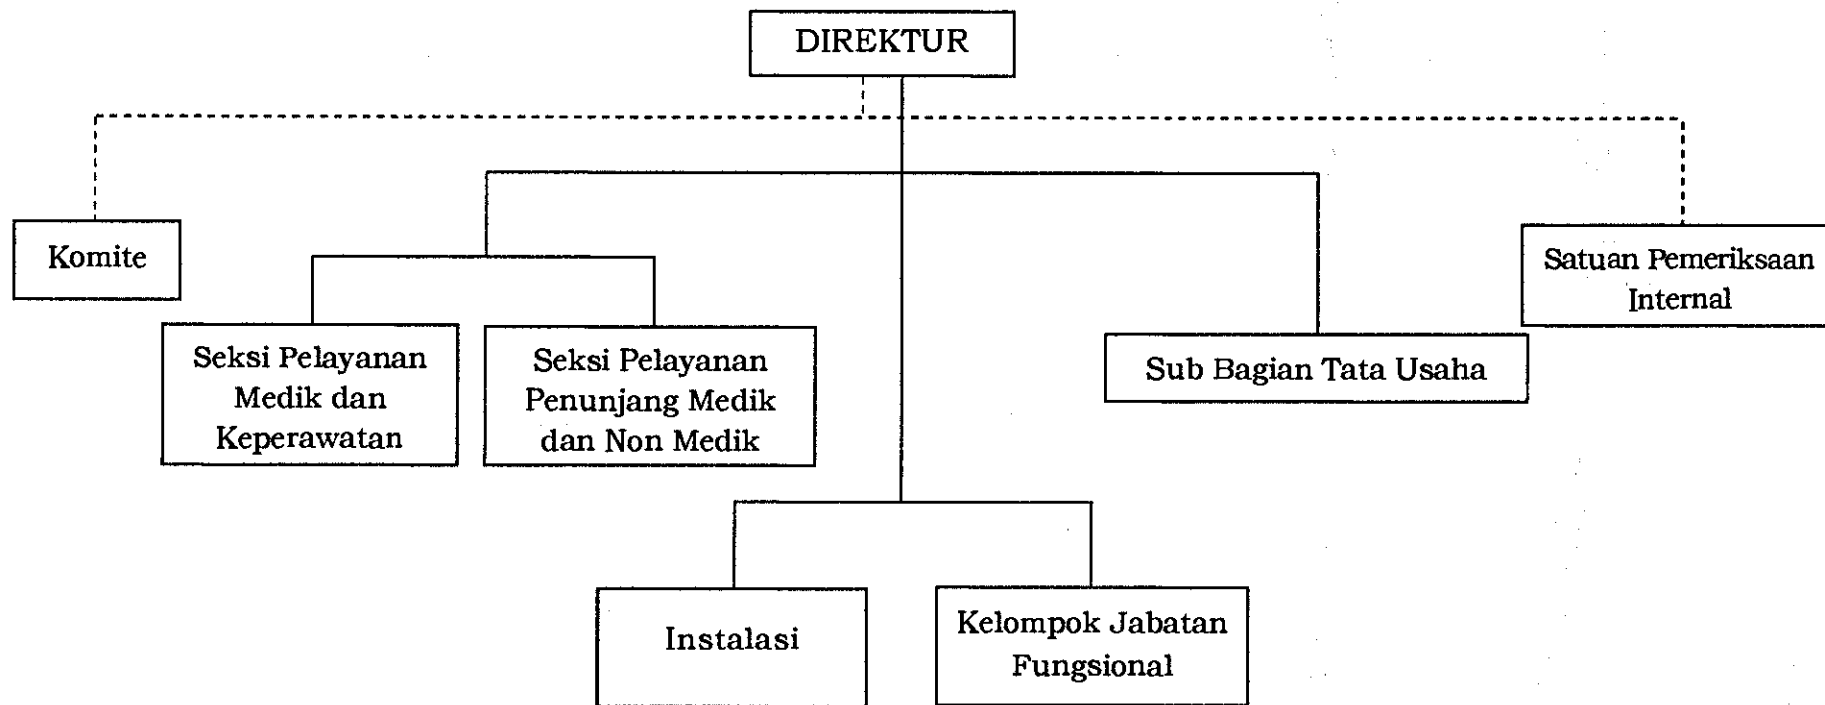 DIREKTUR
Komite
Satuan Pemeriksaan
Internal
Seksi Pelayanan
Medik dan
Keperawatan
Seksi Pelayanan
Penunjang Medik
dan Non Medik
Sub Bagian Tata Usaha
Instalasi
Kelompok Jabatan
Fungsional